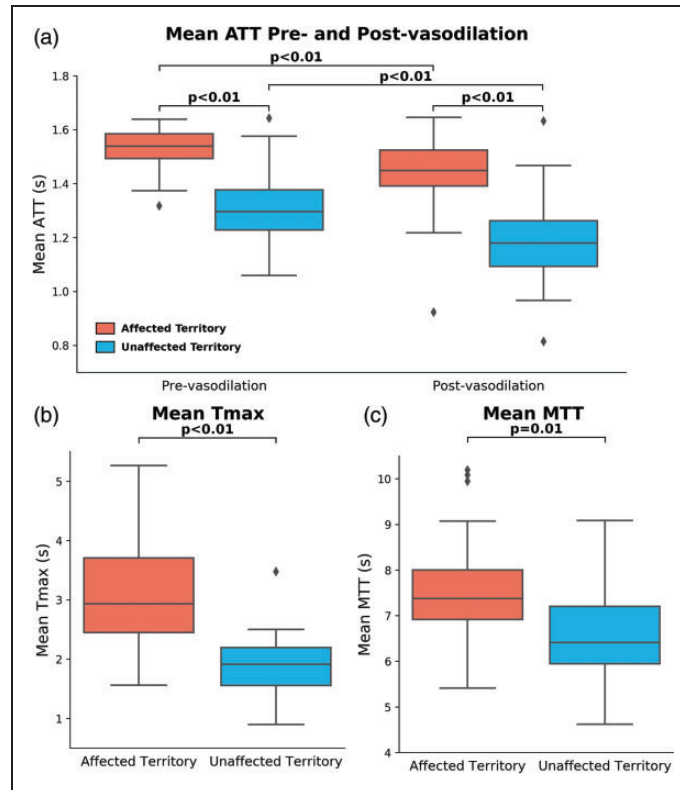 (a)
Mean ATT Pre- and Post-vasodilation
p<0.01
p<0.01
p<0.01
p<0.01
1.8
1.6
1.4
1.2
1.0
0.8
Mean ATT (s)
Affected Territory
Unaffected Territory
Pre-vasodilation
Post-vasodilation
(b)
Mean Tmax
p<0.01
5
4
3
2
1
Mean Tmax (s)
Affected Territory
Unaffected Territory
(c)
Mean MTT
p=0.01
10
9
8
7
6
5
4
Mean MTT (s)
Affected Territory
Unaffected Territory